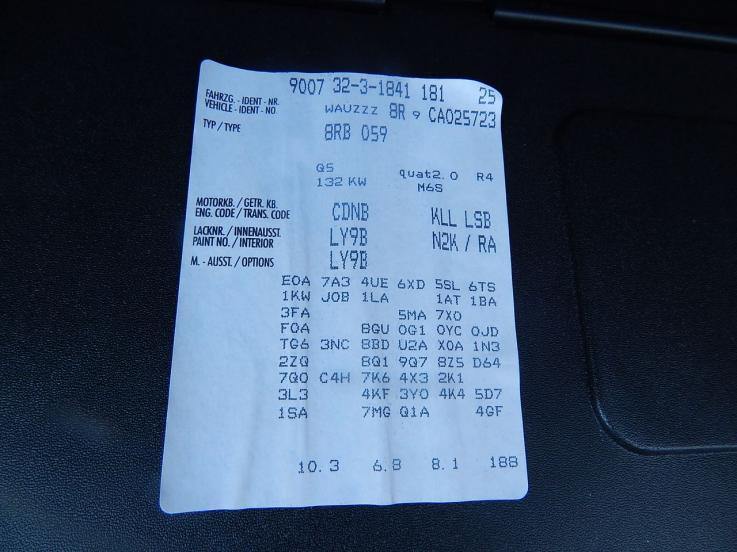 9007 32-3-1841 181 25
FAHRZG. - IDENT - NR.
VEHICLE - IDENT - NO.
WAUZZZ 8R 9 CA025723
TYP / TYPE
8RB 059
Q5 quat2.0 R4
132 KW M6S
MOTORKB. / GETR. KB.
ENG. CODE / TRANS. CODE
CDNB KLL LSB
LACKNR. / INNENAUSST.
PAINT NO. / INTERIOR
LY9B N2K / RA
M. - AUSST. / OPTIONS
LY9B
E0A 7A3 4UE 6XD 5SL 6TS
1KW J0B 1LA 1AT 1BA
3FA 5MA 7X0
F0A 8GU 0G1 0YC 0JD
TG6 3NC 8BD U2A X0A 1N3
2ZQ 8Q1 9Q7 8Z5 D64
7Q0 C4H 7K6 4X3 2K1
3L3 4KF 3Y0 4K4 5D7
1SA 7MG Q1A 4GF
10.3 6.8 8.1 188